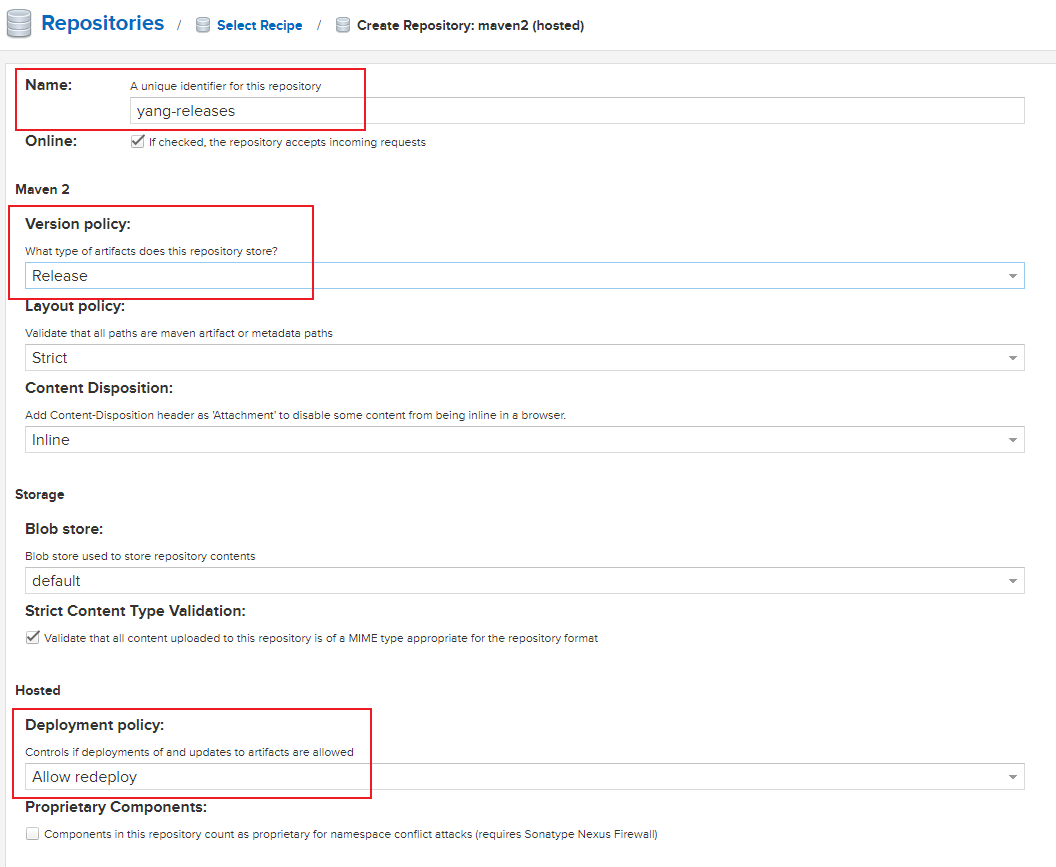 Repositories / Select Recipe / Create Repository: maven2 (hosted)
Name: A unique identifier for this repository
yang-releases
Online: If checked, the repository accepts incoming requests
Maven 2
Version policy:
What type of artifacts does this repository store?
Release
Layout policy:
Validate that all paths are maven artifact or metadata paths
Strict
Content Disposition:
Add Content-Disposition header as 'Attachment' to disable some content from being inline in a browser.
Inline
Storage
Blob store:
Blob store used to store repository contents
default
Strict Content Type Validation:
Validate that all content uploaded to this repository is of a MIME type appropriate for the repository format
Hosted
Deployment policy:
Controls if deployments of and updates to artifacts are allowed
Allow redeploy
Proprietary Components:
Components in this repository count as proprietary for namespace conflict attacks (requires Sonatype Nexus Firewall)